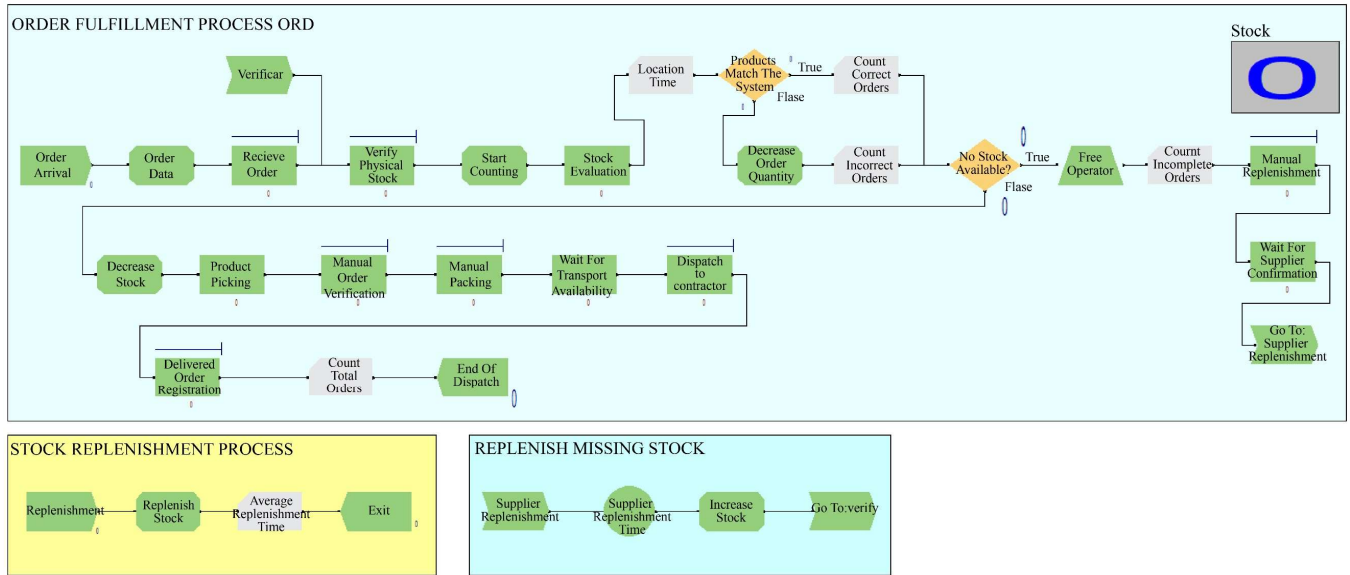 ORDER FULFILLMENT PROCESS ORD
Stock
Verificar
Location
Time
Products
Match The
System
True
Flase
Count
Correct
Orders
Order
Arrival
Order
Data
Recieve
Order
Verify
Physical
Stock
Start
Counting
Stock
Evaluation
Decrease
Order
Quantity
Count
Incorrect
Orders
No Stock
Available?
True
Flase
Free
Operator
Count
Incomplete
Orders
Manual
Replenishment
Decrease
Stock
Product
Picking
Manual
Order
Verification
Manual
Packing
Wait For
Transport
Availability
Dispatch
to
contractor
Wait For
Supplier
Confirmation
Go To:
Supplier
Replenishment
Delivered
Order
Registration
Count
Total
Orders
End Of
Dispatch
STOCK REPLENISHMENT PROCESS
Replenishment
Replenish
Stock
Average
Replenishment
Time
Exit
REPLENISH MISSING STOCK
Supplier
Replenishment
Supplier
Replenishment
Time
Increase
Stock
Go To:verify